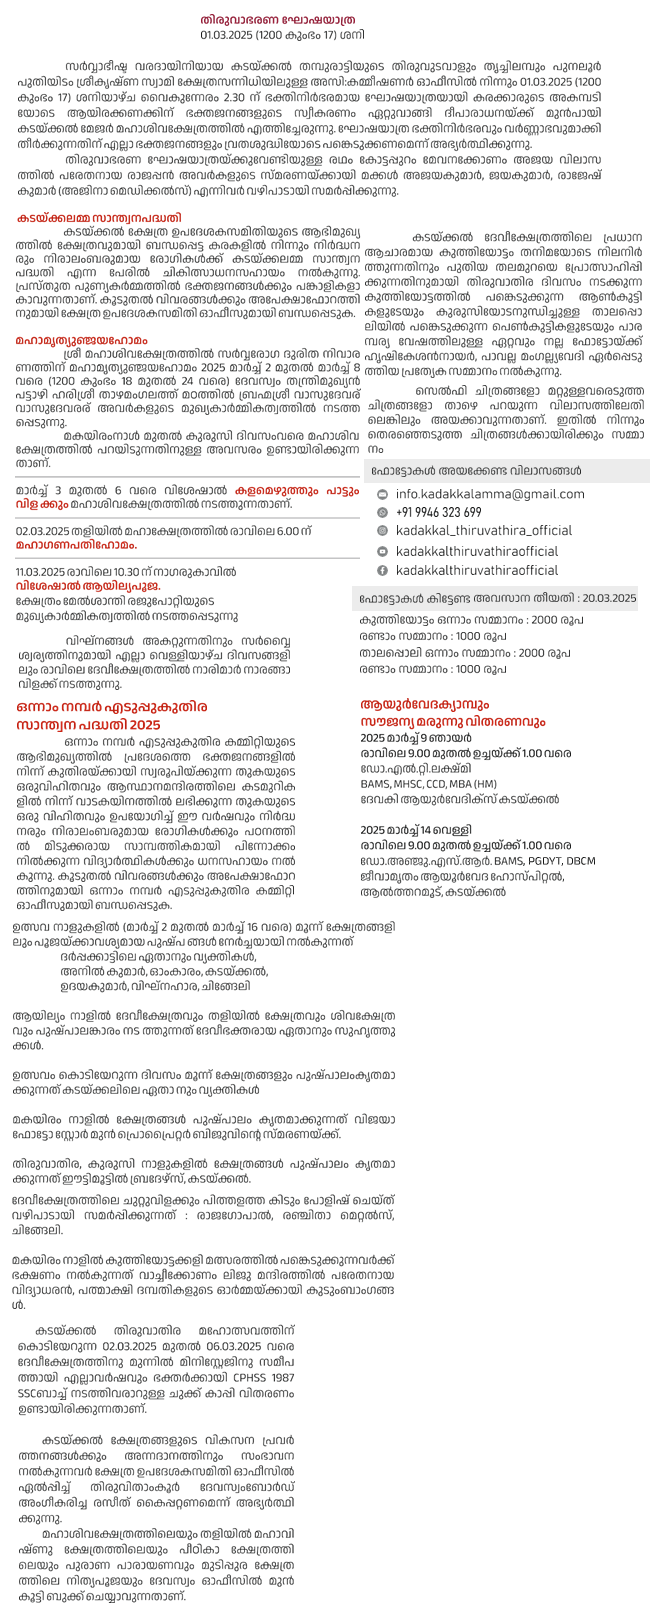 തിരുവാഭരണ ഘോഷയാത്ര
01.03.2025 (1200 കുംഭം 17) ശനി
സർവ്വാഭീഷ്ട വരദായിനിയായ കടയ്ക്കൽ തമ്പുരാട്ടിയുടെ തിരുവുടവാളും തൃച്ചിലമ്പും പുനലൂർ
പുതിയിടം ശ്രീകൃഷ്ണ സ്വാമി ക്ഷേത്രസന്നിധിയിലുള്ള അസി:കമ്മീഷണർ ഓഫീസിൽ നിന്നും 01.03.2025 (1200
കുംഭം 17) ശനിയാഴ്ച വൈകുന്നേരം 2.30 ന് ഭക്തിനിർഭരമായ ഘോഷയാത്രയായി കരക്കാരുടെ അകമ്പടി
യോടെ ആയിരക്കണക്കിന് ഭക്തജനങ്ങളുടെ സ്വീകരണം ഏറ്റുവാങ്ങി ദീപാരാധനയ്ക്ക് മുൻപായി
കടയ്ക്കൽ മേജർ മഹാശിവക്ഷേത്രത്തിൽ എത്തിച്ചേരുന്നു. ഘോഷയാത്ര ഭക്തിനിർഭരവും വർണ്ണാഭവുമാക്കി
തീർക്കുന്നതിന് എല്ലാ ഭക്തജനങ്ങളും വ്രതശുദ്ധിയോടെ പങ്കെടുക്കണമെന്ന് അഭ്യർത്ഥിക്കുന്നു.
തിരുവാഭരണ ഘോഷയാത്രയ്ക്കുവേണ്ടിയുള്ള രഥം കോട്ടപ്പുറം മേവനക്കോണം അജയ വിലാസ
ത്തിൽ പരേതനായ രാജപ്പൻ അവർകളുടെ സ്മരണയ്ക്കായി മക്കൾ അജയകുമാർ, ജയകുമാർ, രാജേഷ്
കുമാർ (അജിനാ മെഡിക്കൽസ്) എന്നിവർ വഴിപാടായി സമർപ്പിക്കുന്നു.
കടയ്ക്കലമ്മ സാന്ത്വനപദ്ധതി
കടയ്ക്കൽ ക്ഷേത്ര ഉപദേശകസമിതിയുടെ ആഭിമുഖ്യ
ത്തിൽ ക്ഷേത്രവുമായി ബന്ധപ്പെട്ട കരകളിൽ നിന്നും നിർദ്ധന
രും നിരാലംബരുമായ രോഗികൾക്ക് കടയ്ക്കലമ്മ സാന്ത്വന
പദ്ധതി എന്ന പേരിൽ ചികിത്സാധനസഹായം നൽകുന്നു.
പ്രസ്തുത പുണ്യകർമ്മത്തിൽ ഭക്തജനങ്ങൾക്കും പങ്കാളികളാ
കാവുന്നതാണ്. കൂടുതൽ വിവരങ്ങൾക്കും അപേക്ഷാഫോറത്തി
നുമായി ക്ഷേത്ര ഉപദേശകസമിതി ഓഫീസുമായി ബന്ധപ്പെടുക.
മഹാമൃത്യുഞ്ജയഹോമം
ശ്രീ മഹാശിവക്ഷേത്രത്തിൽ സർവ്വരോഗ ദുരിത നിവാര
ണത്തിന് മഹാമൃത്യുഞ്ജയഹോമം 2025 മാർച്ച് 2 മുതൽ മാർച്ച് 8
വരെ (1200 കുംഭം 18 മുതൽ 24 വരെ) ദേവസ്വം തന്ത്രിമുഖ്യൻ
പട്ടാഴി ഹരിശ്രീ താഴമംഗലത്ത് മഠത്തിൽ ബ്രഹ്മശ്രീ വാസുദേവര്
വാസുദേവരര് അവർകളുടെ മുഖ്യകാർമ്മികത്വത്തിൽ നടത്ത
പ്പെടുന്നു.
മകയിരംനാൾ മുതൽ കുരുസി ദിവസംവരെ മഹാശിവ
ക്ഷേത്രത്തിൽ പറയിടുന്നതിനുള്ള അവസരം ഉണ്ടായിരിക്കുന്ന
താണ്.
മാർച്ച് 3 മുതൽ 6 വരെ വിശേഷാൽ കളമെഴുത്തും പാട്ടും
വിളക്കും മഹാശിവക്ഷേത്രത്തിൽ നടത്തുന്നതാണ്.
02.03.2025 തളിയിൽ മഹാക്ഷേത്രത്തിൽ രാവിലെ 6.00 ന്
മഹാഗണപതിഹോമം.
11.03.2025 രാവിലെ 10.30 ന് നാഗരുകാവിൽ
വിശേഷാൽ ആയില്യപൂജ.
ക്ഷേത്രം മേൽശാന്തി രജുപോറ്റിയുടെ
മുഖ്യകാർമ്മികത്വത്തിൽ നടത്തപ്പെടുന്നു
വിഘ്നങ്ങൾ അകറ്റുന്നതിനും സർവ്വൈ
ശ്വര്യത്തിനുമായി എല്ലാ വെള്ളിയാഴ്ച ദിവസങ്ങളി
ലും രാവിലെ ദേവീക്ഷേത്രത്തിൽ നാരിമാർ നാരങ്ങാ
വിളക്ക് നടത്തുന്നു.
കടയ്ക്കൽ ദേവീക്ഷേത്രത്തിലെ പ്രധാന
ആചാരമായ കുത്തിയോട്ടം തനിമയോടെ നിലനിർ
ത്തുന്നതിനും പുതിയ തലമുറയെ പ്രോത്സാഹിപ്പി
ക്കുന്നതിനുമായി തിരുവാതിര ദിവസം നടക്കുന്ന
കുത്തിയോട്ടത്തിൽ പങ്കെടുക്കുന്ന ആൺകുട്ടി
കളുടേയും കുരുസിയോടനുബന്ധിച്ചുള്ള താലപ്പൊ
ലിയിൽ പങ്കെടുക്കുന്ന പെൺകുട്ടികളുടേയും പാര
മ്പര്യ വേഷത്തിലുള്ള ഏറ്റവും നല്ല ഫോട്ടോയ്ക്ക്
ഹൃഷികേശൻനായർ, പാവല്ല മംഗല്യവേദി ഏർപ്പെടു
ത്തിയ പ്രത്യേക സമ്മാനം നൽകുന്നു.
സെൽഫി ചിത്രങ്ങളോ മറ്റുള്ളവരെടുത്ത
ചിത്രങ്ങളോ താഴെ പറയുന്ന വിലാസത്തിലേതി
ലെങ്കിലും അയക്കാവുന്നതാണ്. ഇതിൽ നിന്നും
തെരഞ്ഞെടുത്ത ചിത്രങ്ങൾക്കായിരിക്കും സമ്മാ
നം
ഫോട്ടോകൾ അയക്കേണ്ട വിലാസങ്ങൾ
info.kadakkalamma@gmail.com
+91 9946 323 699
kadakkal_thiruvathira_official
kadakkalthiruvathiraofficial
kadakkalthiruvathiraofficial
ഫോട്ടോകൾ കിട്ടേണ്ട അവസാന തീയതി : 20.03.2025
കുത്തിയോട്ടം ഒന്നാം സമ്മാനം : 2000 രൂപ
രണ്ടാം സമ്മാനം : 1000 രൂപ
താലപ്പൊലി ഒന്നാം സമ്മാനം : 2000 രൂപ
രണ്ടാം സമ്മാനം : 1000 രൂപ
ഒന്നാം നമ്പർ എടുപ്പുകുതിര
സാന്ത്വന പദ്ധതി 2025
ഒന്നാം നമ്പർ എടുപ്പുകുതിര കമ്മിറ്റിയുടെ
ആഭിമുഖ്യത്തിൽ പ്രദേശത്തെ ഭക്തജനങ്ങളിൽ
നിന്ന് കുതിരയ്ക്കായി സ്വരൂപിയ്ക്കുന്ന തുകയുടെ
ഒരുവിഹിതവും ആസ്ഥാനമന്ദിരത്തിലെ കടമുറിക
ളിൽ നിന്ന് വാടകയിനത്തിൽ ലഭിക്കുന്ന തുകയുടെ
ഒരു വിഹിതവും ഉപയോഗിച്ച് ഈ വർഷവും നിർദ്ധ
നരും നിരാലംബരുമായ രോഗികൾക്കും പഠനത്തി
ൽ മിടുക്കരായ സാമ്പത്തികമായി പിന്നോക്കം
നിൽക്കുന്ന വിദ്യാർത്ഥികൾക്കും ധനസഹായം നൽ
കുന്നു. കൂടുതൽ വിവരങ്ങൾക്കും അപേക്ഷാഫോറ
ത്തിനുമായി ഒന്നാം നമ്പർ എടുപ്പുകുതിര കമ്മിറ്റി
ഓഫീസുമായി ബന്ധപ്പെടുക.
ആയുർവേദക്യാമ്പും
സൗജന്യ മരുന്നു വിതരണവും
2025 മാർച്ച് 9 ഞായർ
രാവിലെ 9.00 മുതൽ ഉച്ചയ്ക്ക് 1.00 വരെ
ഡോ.എൽ.റ്റി.ലക്ഷ്മി
BAMS, MHSC, CCD, MBA (HM)
ദേവകി ആയുർവേദിക്സ് കടയ്ക്കൽ
2025 മാർച്ച് 14 വെള്ളി
രാവിലെ 9.00 മുതൽ ഉച്ചയ്ക്ക് 1.00 വരെ
ഡോ.അഞ്ചു.എസ്.ആർ. BAMS, PGDYT, DBCM
ജീവാമൃതം ആയൂർവേദ ഹോസ്പിറ്റൽ,
ആൽത്തറമൂട്, കടയ്ക്കൽ
ഉത്സവ നാളുകളിൽ (മാർച്ച് 2 മുതൽ മാർച്ച് 16 വരെ) മൂന്ന് ക്ഷേത്രങ്ങളി
ലും പൂജയ്ക്കാവശ്യമായ പുഷ്പ ങ്ങൾ നേർച്ചയായി നൽകുന്നത്
ദർപ്പക്കാട്ടിലെ ഏതാനും വ്യക്തികൾ,
അനിൽ കുമാർ, ഓംകാരം, കടയ്ക്കൽ,
ഉദയകുമാർ, വിഘ്നഹാര, ചിങ്ങേലി
ആയില്യം നാളിൽ ദേവീക്ഷേത്രവും തളിയിൽ ക്ഷേത്രവും ശിവക്ഷേത്ര
വും പുഷ്പാലങ്കാരം നട ത്തുന്നത് ദേവീഭക്തരായ ഏതാനും സുഹൃത്തു
ക്കൾ.
ഉത്സവം കൊടിയേറുന്ന ദിവസം മൂന്ന് ക്ഷേത്രങ്ങളും പുഷ്പാലംകൃതമാ
ക്കുന്നത് കടയ്ക്കലിലെ ഏതാ നും വ്യക്തികൾ
മകയിരം നാളിൽ ക്ഷേത്രങ്ങൾ പുഷ്പാലം കൃതമാക്കുന്നത് വിജയാ
ഫോട്ടോ സ്റ്റോർ മുൻ പ്രൊപ്രൈറ്റർ ബിജുവിന്റെ സ്മരണയ്ക്ക്.
തിരുവാതിര, കുരുസി നാളുകളിൽ ക്ഷേത്രങ്ങൾ പുഷ്പാലം കൃതമാ
ക്കുന്നത് ഈട്ടിമൂട്ടിൽ ബ്രദേഴ്സ്, കടയ്ക്കൽ.
ദേവീക്ഷേത്രത്തിലെ ചുറ്റുവിളക്കും പിത്തളത്ത കിടും പോളിഷ് ചെയ്ത്
വഴിപാടായി സമർപ്പിക്കുന്നത് : രാജഗോപാൽ, രഞ്ചിതാ മെറ്റൽസ്,
ചിങ്ങേലി.
മകയിരം നാളിൽ കുത്തിയോട്ടക്കളി മത്സരത്തിൽ പങ്കെടുക്കുന്നവർക്ക്
ഭക്ഷണം നൽകുന്നത് വാച്ചീക്കോണം ലിജു മന്ദിരത്തിൽ പരേതനായ
വിദ്യാധരൻ, പത്മാക്ഷി ദമ്പതികളുടെ ഓർമ്മയ്ക്കായി കുടുംബാംഗങ്ങ
ൾ.
കടയ്ക്കൽ തിരുവാതിര മഹോത്സവത്തിന്
കൊടിയേറുന്ന 02.03.2025 മുതൽ 06.03.2025 വരെ
ദേവീക്ഷേത്രത്തിനു മുന്നിൽ മിനിസ്റ്റേജിനു സമീപ
ത്തായി എല്ലാവർഷവും ഭക്തർക്കായി CPHSS 1987
SSCബാച്ച് നടത്തിവരാറുള്ള ചുക്ക് കാപ്പി വിതരണം
ഉണ്ടായിരിക്കുന്നതാണ്.
കടയ്ക്കൽ ക്ഷേത്രങ്ങളുടെ വികസന പ്രവർ
ത്തനങ്ങൾക്കും അന്നദാനത്തിനും സംഭാവന
നൽകുന്നവർ ക്ഷേത്ര ഉപദേശകസമിതി ഓഫീസിൽ
ഏൽപ്പിച്ച് തിരുവിതാംകൂർ ദേവസ്വംബോർഡ്
അംഗീകരിച്ച രസീത് കൈപ്പറ്റണമെന്ന് അഭ്യർത്ഥി
ക്കുന്നു.
മഹാശിവക്ഷേത്രത്തിലെയും തളിയിൽ മഹാവി
ഷ്ണു ക്ഷേത്രത്തിലെയും പീഠികാ ക്ഷേത്രത്തി
ലെയും പുരാണ പാരായണവും മുടിപ്പുര ക്ഷേത്ര
ത്തിലെ നിത്യപൂജയും ദേവസ്വം ഓഫീസിൽ മുൻ
കൂട്ടി ബുക്ക് ചെയ്യാവുന്നതാണ്.